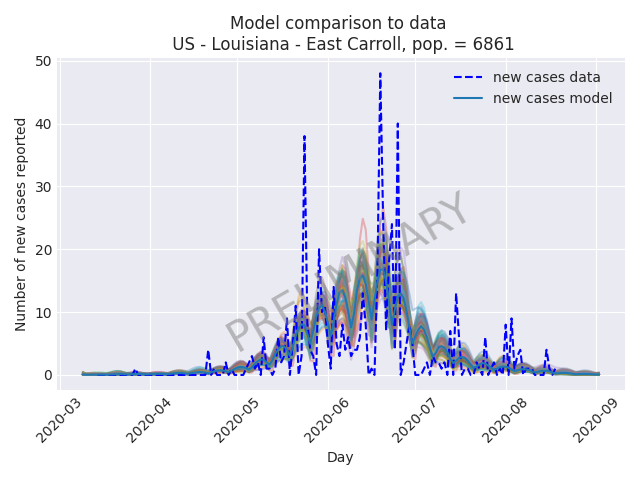 Model comparison to data
US - Louisiana - East Carroll, pop. = 6861
50
40
30
20
10
0
Number of new cases reported
new cases data
new cases model
PRELIMINARY
2020-03
2020-04
2020-05
2020-06
2020-07
2020-08
2020-09
Day